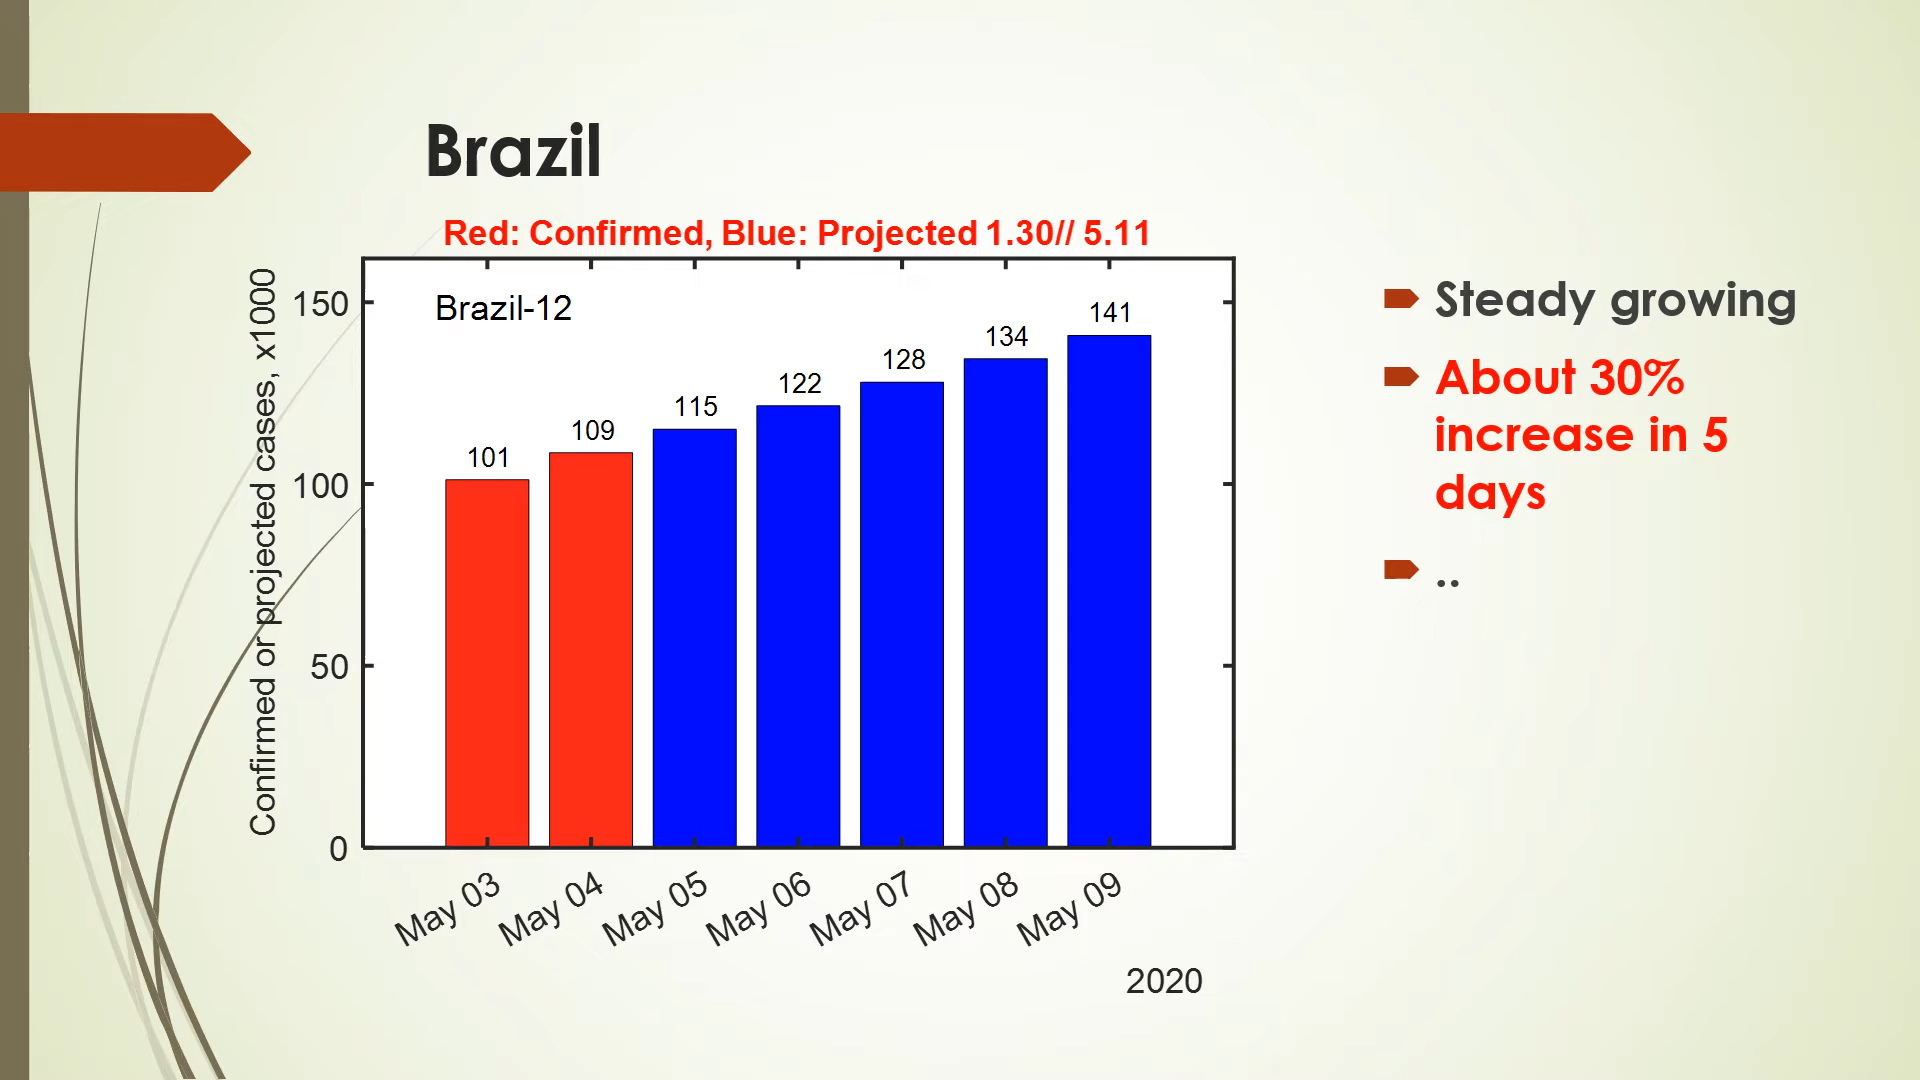 Brazil
Red: Confirmed, Blue: Projected 1.30// 5.11
Confirmed or projected cases, x1000
150
100
50
0
Brazil-12
101
109
115
122
128
134
141
May 03
May 04
May 05
May 06
May 07
May 08
May 09
2020
Steady growing
About 30%
increase in 5
days
..